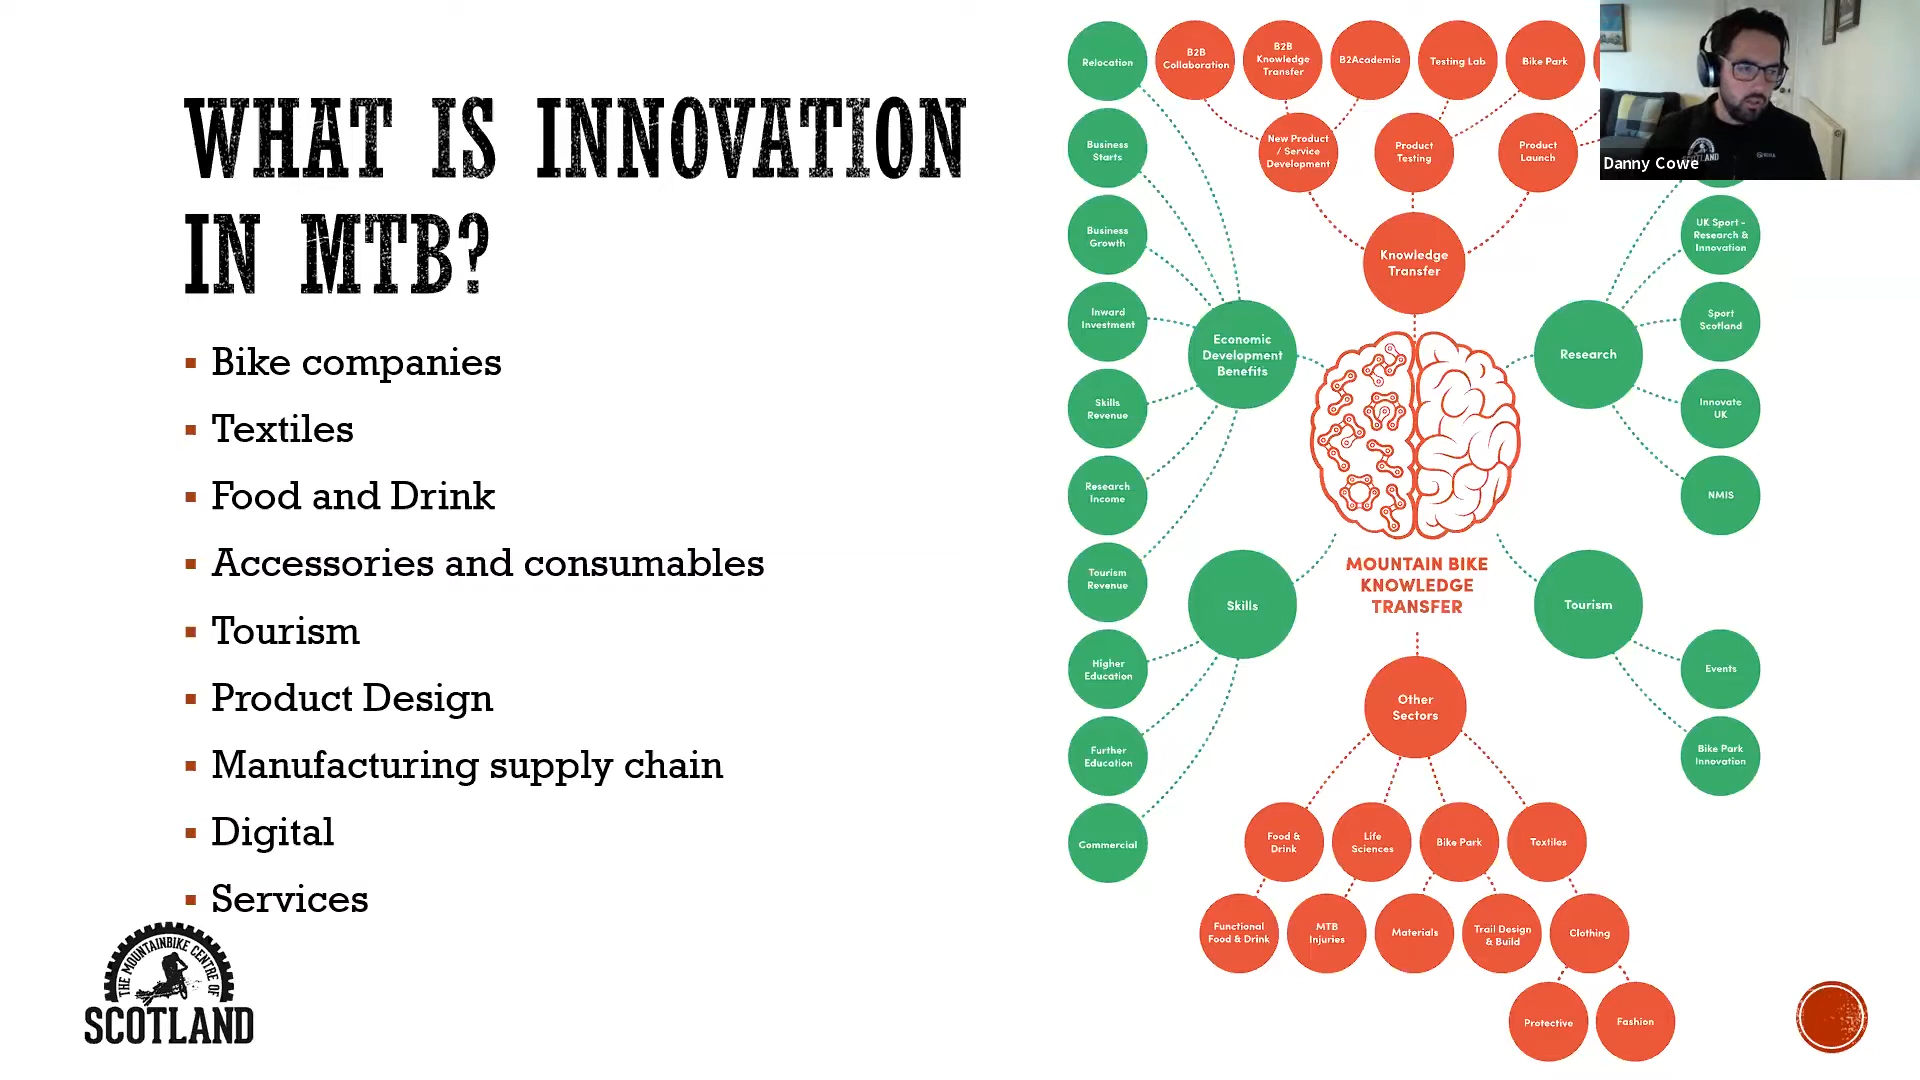 WHAT IS INNOVATION
IN MTB?
Bike companies
Textiles
Food and Drink
Accessories and consumables
Tourism
Product Design
Manufacturing supply chain
Digital
Services
THE MOUNTAINBIKE CENTRE OF
SCOTLAND
Relocation
B2B
Collaboration
B2B
Knowledge
Transfer
B2Academia
Testing Lab
Bike Park
New Product
/ Service
Development
Product
Testing
Product
Launch
Knowledge
Transfer
Business
Starts
Business
Growth
Inward
Investment
Skills
Revenue
Research
Income
Tourism
Revenue
Economic
Development
Benefits
Research
UK Sport -
Research &
Innovation
Sport
Scotland
Innovate
UK
NMIS
MOUNTAIN BIKE
KNOWLEDGE
TRANSFER
Skills
Higher
Education
Further
Education
Commercial
Tourism
Events
Bike Park
Innovation
Other
Sectors
Food &
Drink
Life
Sciences
Bike Park
Textiles
Functional
Food & Drink
MTB
Injuries
Materials
Trail Design
& Build
Clothing
Protective
Fashion
Danny Cowe